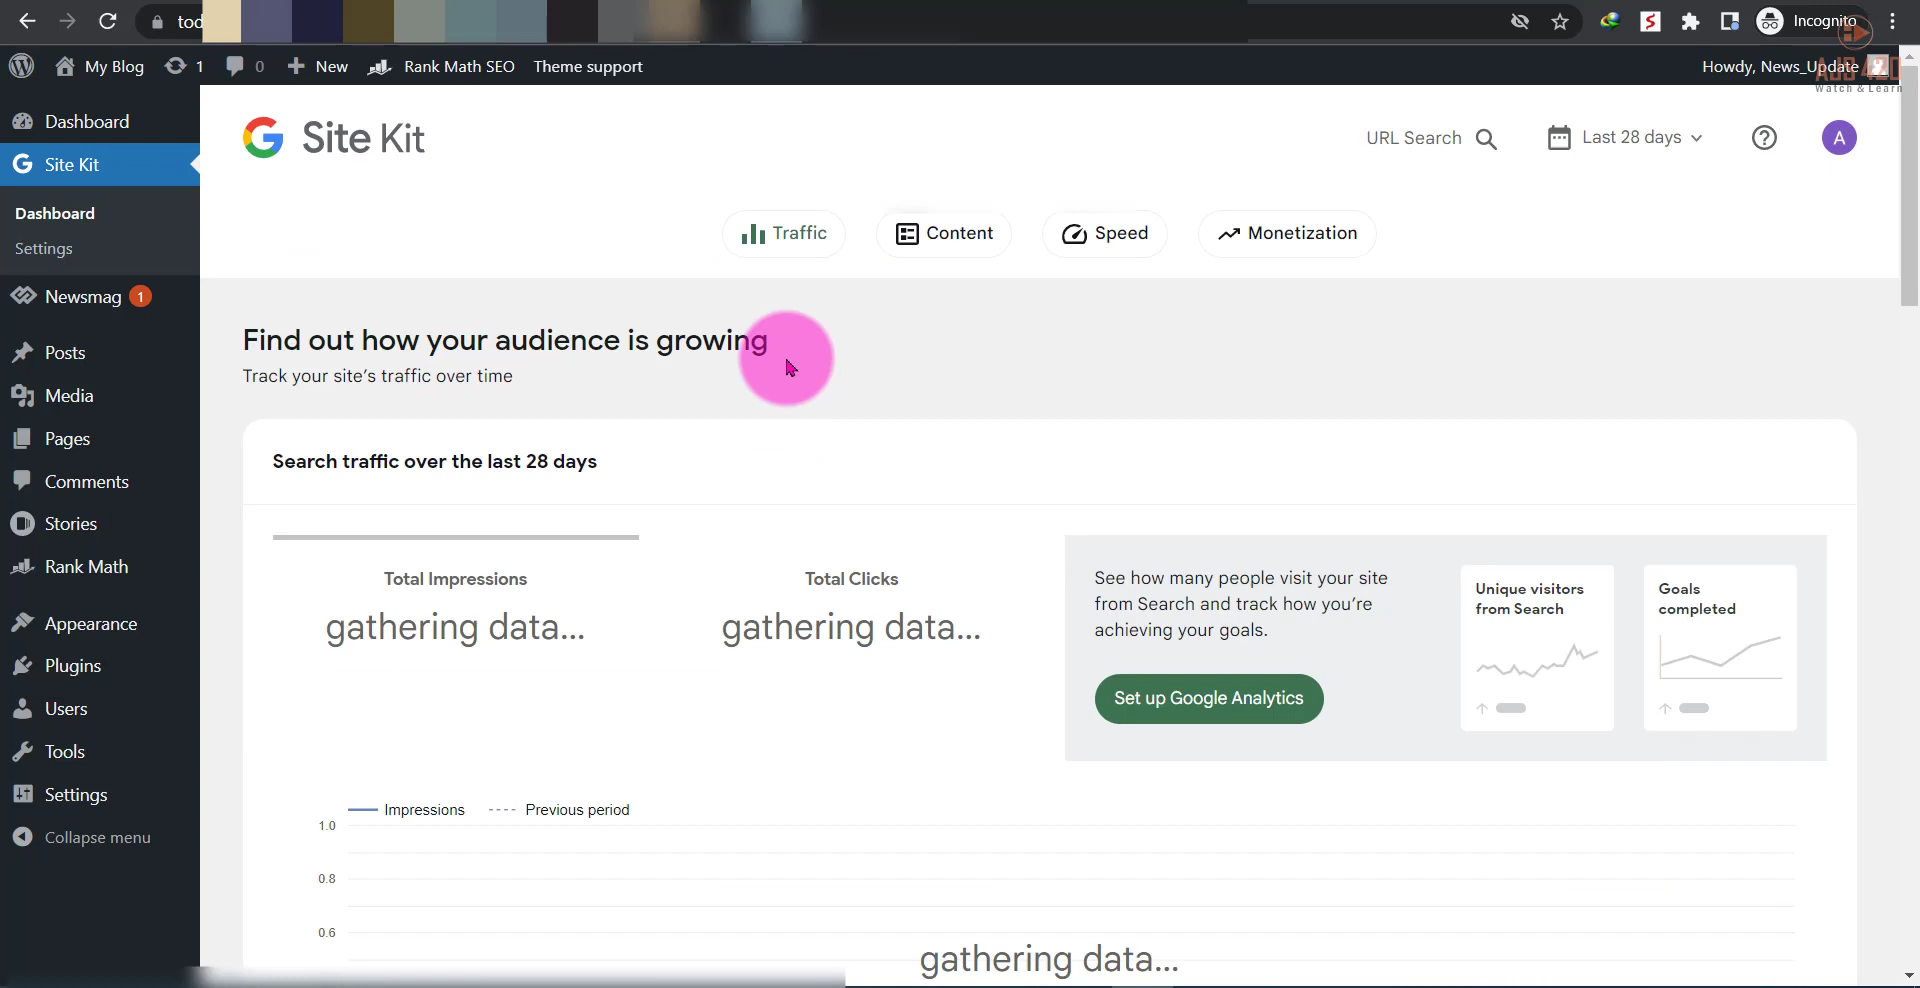 tod
Incognito
My Blog
1
0
New
Rank Math SEO
Theme support
Howdy, News_Update
Watch & Learn
Dashboard
Site Kit
Dashboard
Settings
Newsmag 1
Posts
Media
Pages
Comments
Stories
Rank Math
Appearance
Plugins
Users
Tools
Settings
Collapse menu
Site Kit
URL Search
Last 28 days
A
Traffic
Content
Speed
Monetization
Find out how your audience is growing
Track your site's traffic over time
Search traffic over the last 28 days
Total Impressions
gathering data...
Total Clicks
gathering data...
See how many people visit your site
from Search and track how you're
achieving your goals.
Set up Google Analytics
Unique visitors
from Search
Goals
completed
Impressions
Previous period
1.0
0.8
0.6
gathering data...